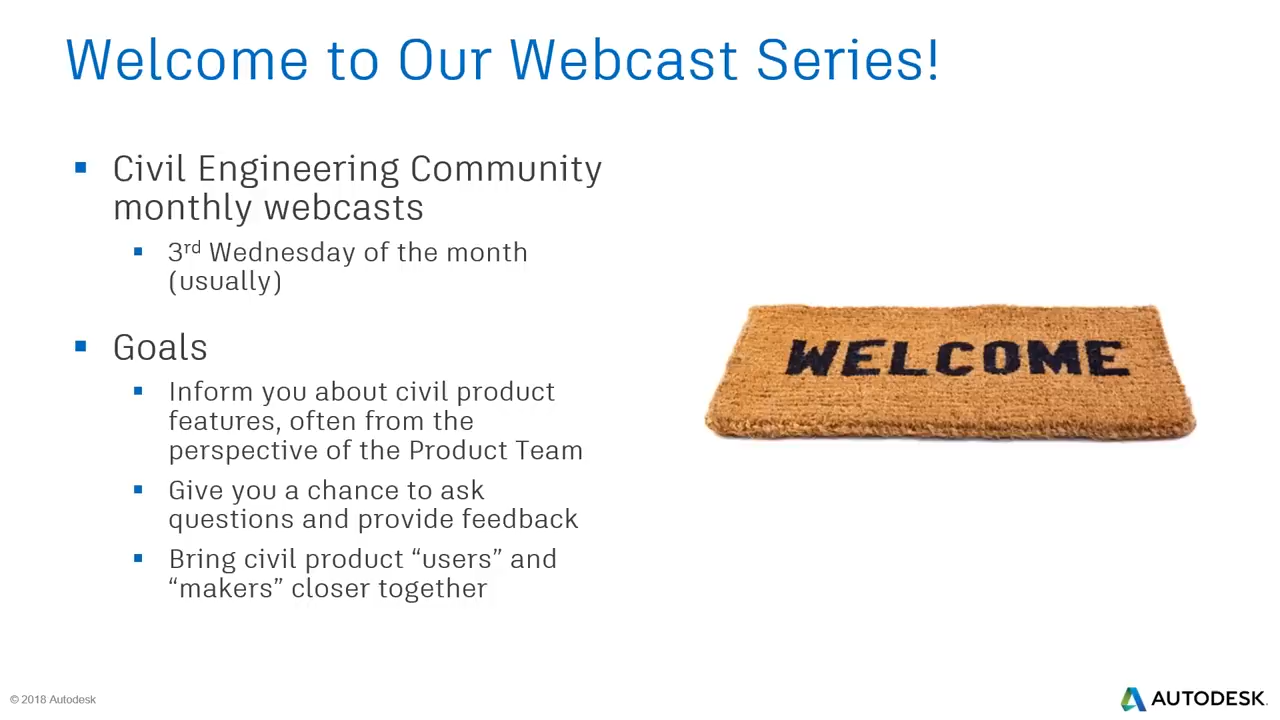 Welcome to Our Webcast Series!
▪ Civil Engineering Community
monthly webcasts
▪ 3rd Wednesday of the month
(usually)
▪ Goals
▪ Inform you about civil product
features, often from the
perspective of the Product Team
▪ Give you a chance to ask
questions and provide feedback
▪ Bring civil product “users” and
“makers” closer together
WELCOME
© 2018 Autodesk
AUTODESK.